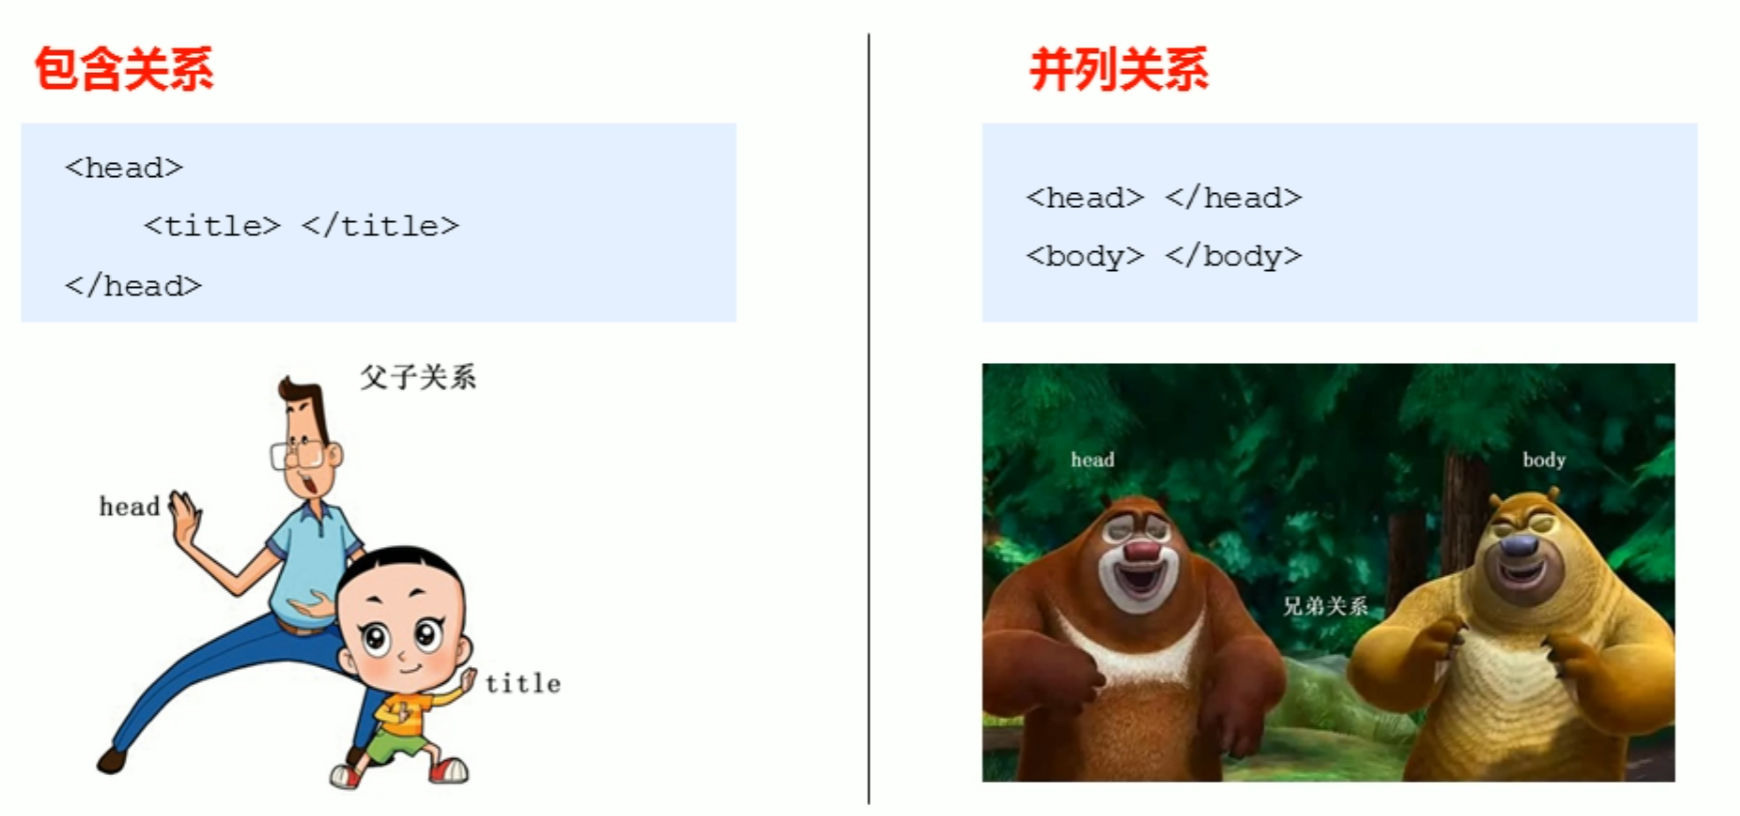 包含关系
<head>
<title> </title>
</head>
父子关系
head
title
并列关系
<head> </head>
<body> </body>
head
body
兄弟关系